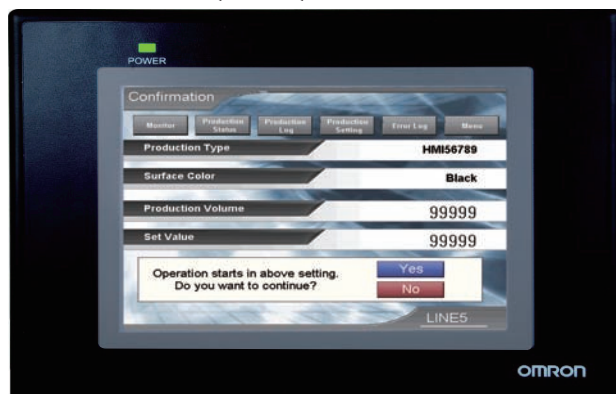 POWER
Confirmation
Monitor
Production
Status
Production
Log
Production
Setting
Error Log
Menu
Production Type
HMI56789
Surface Color
Black
Production Volume
99999
Set Value
99999
Operation starts in above setting.
Do you want to continue?
Yes
No
LINE5
OMRON